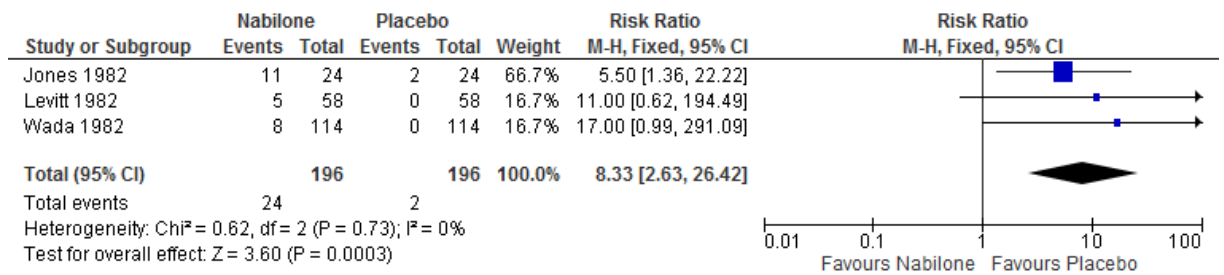 Nabilone Placebo Risk Ratio Risk Ratio
Study or Subgroup Events Total Events Total Weight M-H, Fixed, 95% CI M-H, Fixed, 95% CI
Jones 1982 11 24 2 24 66.7% 5.50 [1.36, 22.22]
Levitt 1982 5 58 0 58 16.7% 11.00 [0.62, 194.49]
Wada 1982 8 114 0 114 16.7% 17.00 [0.99, 291.09]
Total (95% CI) 196 196 100.0% 8.33 [2.63, 26.42]
Total events 24 2
Heterogeneity: Chi² = 0.62, df = 2 (P = 0.73); I² = 0%
Test for overall effect: Z = 3.60 (P = 0.0003)
0.01 0.1 1 10 100
Favours Nabilone Favours Placebo